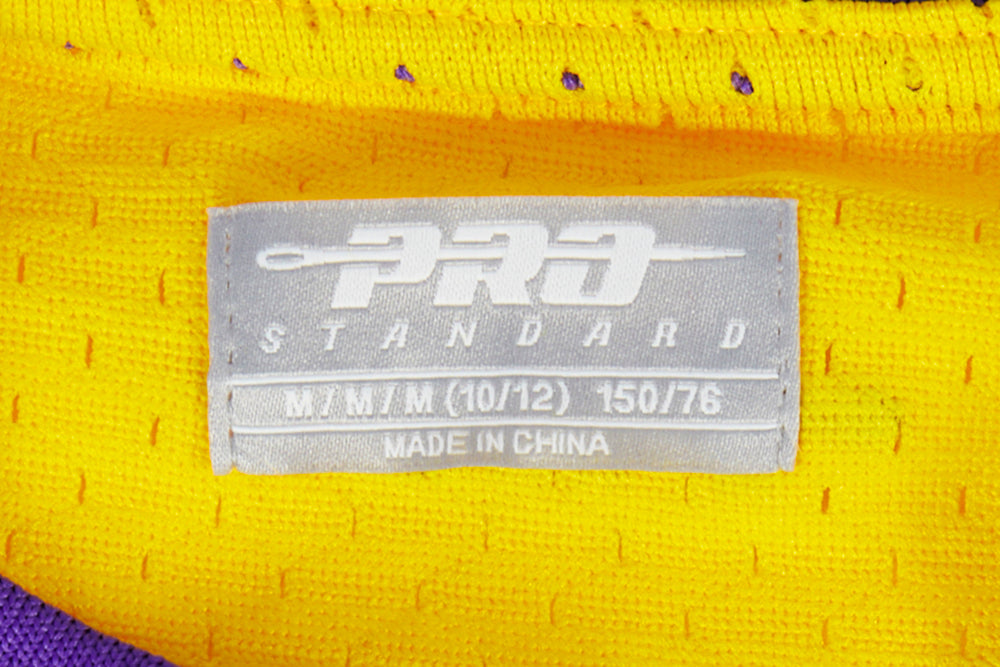 PRO
STANDARD
M/M/M (10/12) 150/76
MADE IN CHINA